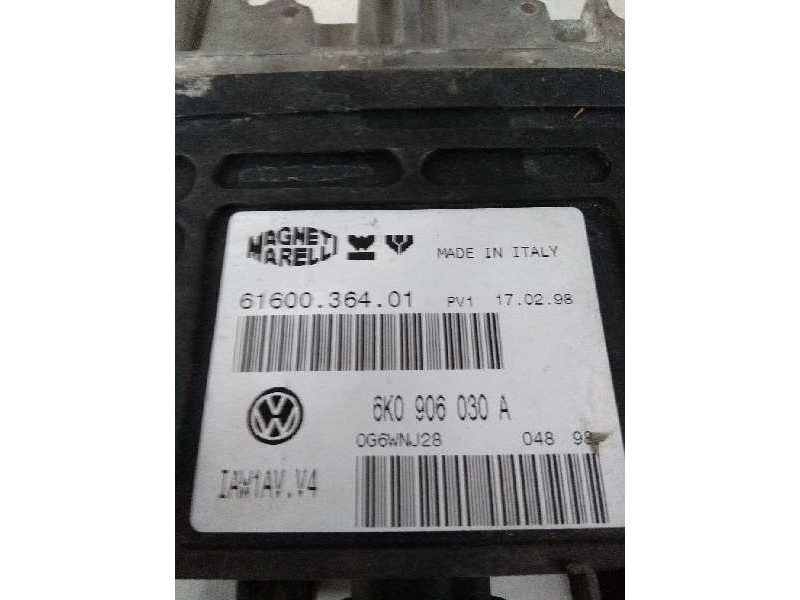 MAGNETI
MARELLI
MADE IN ITALY
61600.364.01 PV1 17.02.98
6K0 906 030 A
0G6WNJ28 048 98
IAW1AV.V4